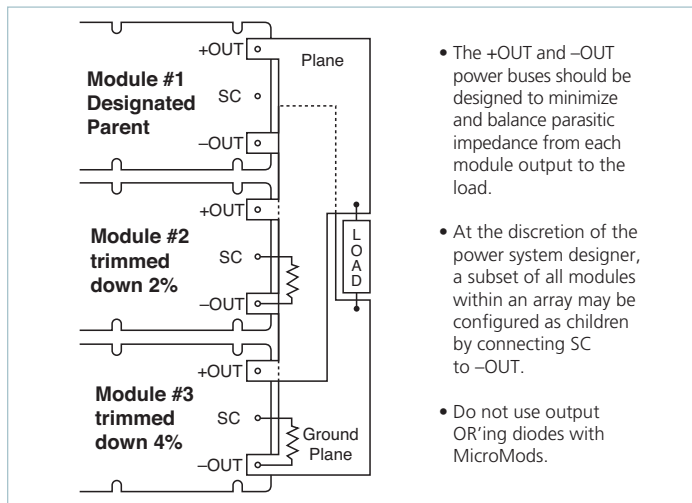 +OUT
Plane
Module #1
Designated
Parent
SC
–OUT
+OUT
Module #2
trimmed
down 2%
SC
–OUT
+OUT
Module #3
trimmed
down 4%
SC
Ground
Plane
–OUT
LOAD
• The +OUT and –OUT
power buses should be
designed to minimize
and balance parasitic
impedance from each
module output to the
load.
• At the discretion of the
power system designer,
a subset of all modules
within an array may be
configured as children
by connecting SC
to –OUT.
• Do not use output
OR’ing diodes with
MicroMods.